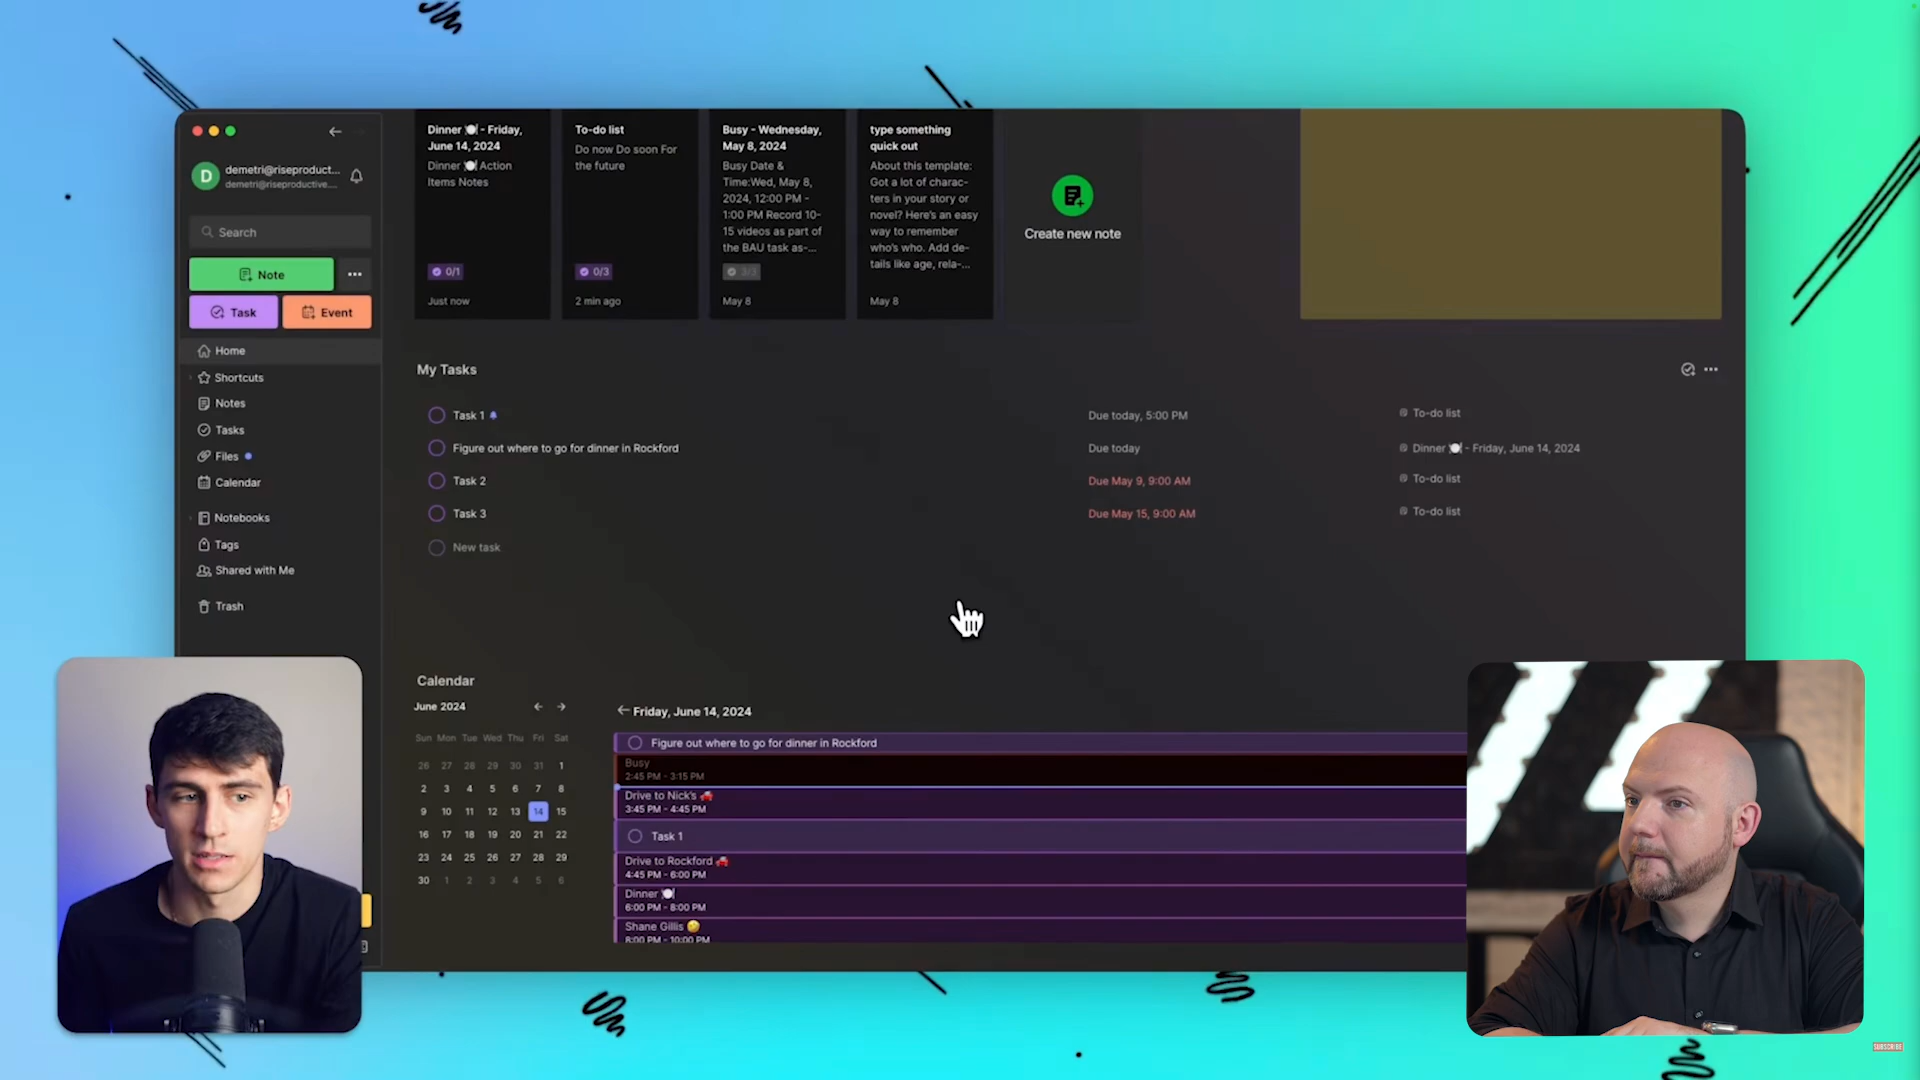 D
demetri@riseproduct...
demetri@riseproductive....
Search
Note
Task
Event
Home
Shortcuts
Notes
Tasks
Files
Calendar
Notebooks
Tags
Shared with Me
Trash
Dinner 🍽 - Friday,
June 14, 2024
Dinner 🍽 Action
Items Notes
0/1
Just now
To-do list
Do now Do soon For
the future
0/3
2 min ago
Busy - Wednesday,
May 8, 2024
Busy Date &
Time:Wed, May 8,
2024, 12:00 PM -
1:00 PM Record 10-
15 videos as part of
the BAU task as-...
3/3
May 8
type something
quick out
About this template:
Got a lot of charac-
ters in your story or
novel? Here's an easy
way to remember
who's who. Add de-
tails like age, rela-...
May 8
Create new note
My Tasks
Task 1 Due today, 5:00 PM To-do list
Figure out where to go for dinner in Rockford Due today Dinner 🍽 - Friday, June 14, 2024
Task 2 Due May 9, 9:00 AM To-do list
Task 3 Due May 15, 9:00 AM To-do list
New task
Calendar
June 2024
Sun Mon Tue Wed Thu Fri Sat
26 27 28 29 30 31 1
2 3 4 5 6 7 8
9 10 11 12 13 14 15
16 17 18 19 20 21 22
23 24 25 26 27 28 29
30 1 2 3 4 5 6
Friday, June 14, 2024
Figure out where to go for dinner in Rockford
Busy
2:45 PM - 3:15 PM
Drive to Nick's 🚗
3:45 PM - 4:45 PM
Task 1
Drive to Rockford 🚗
4:45 PM - 6:00 PM
Dinner 🍽
6:00 PM - 8:00 PM
Shane Gillis 🤣
8:00 PM - 10:00 PM
SUBSCRIBE